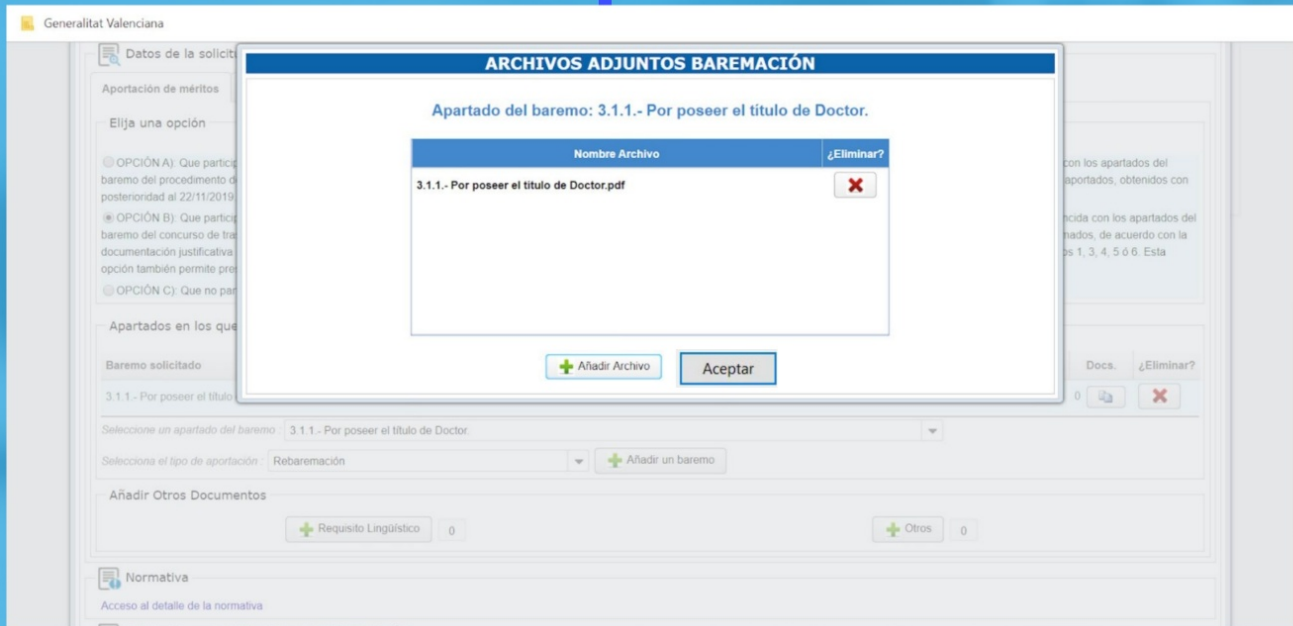 Generalitat Valenciana
Datos de la solicit
ARCHIVOS ADJUNTOS BAREMACIÓN
Aportación de méritos
Apartado del baremo: 3.1.1.- Por poseer el título de Doctor.
Elija una opción
Nombre Archivo ¿Eliminar?
3.1.1.- Por poseer el título de Doctor.pdf
OPCIÓN A): Que particip con los apartados del
baremo del procedimento d aportados, obtenidos con
posterioridad al 22/11/2019
OPCIÓN B): Que particip ncida con los apartados del
baremo del concurso de tra mados, de acuerdo con la
documentación justificativa os 1, 3, 4, 5 ó 6. Esta
opción también permite pre
OPCIÓN C): Que no par
Apartados en los que
Añadir Archivo Aceptar
Baremo solicitado Docs. ¿Eliminar?
3.1.1.- Por poseer el título 0
Seleccione un apartado del baremo : 3.1.1.- Por poseer el título de Doctor.
Selecciona el tipo de aportación : Rebaremación Añadir un baremo
Añadir Otros Documentos
Requisito Lingüístico 0 Otros 0
Normativa
Acceso al detalle de la normativa